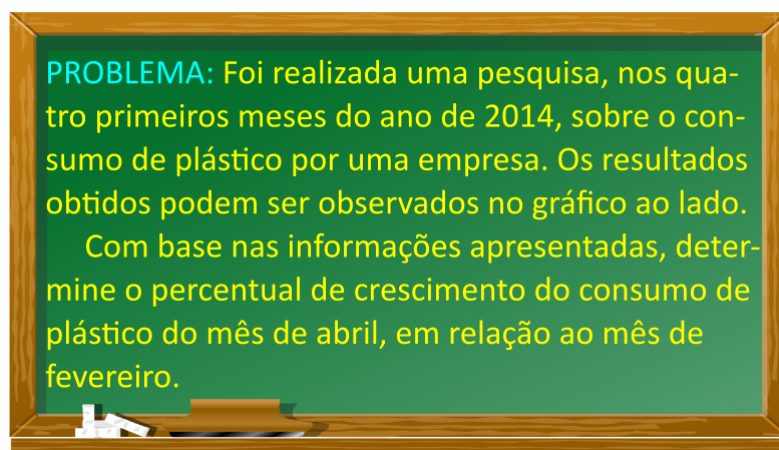 PROBLEMA: Foi realizada uma pesquisa, nos qua-
tro primeiros meses do ano de 2014, sobre o con-
sumo de plástico por uma empresa. Os resultados
obtidos podem ser observados no gráfico ao lado.
Com base nas informações apresentadas, deter-
mine o percentual de crescimento do consumo de
plástico do mês de abril, em relação ao mês de
fevereiro.